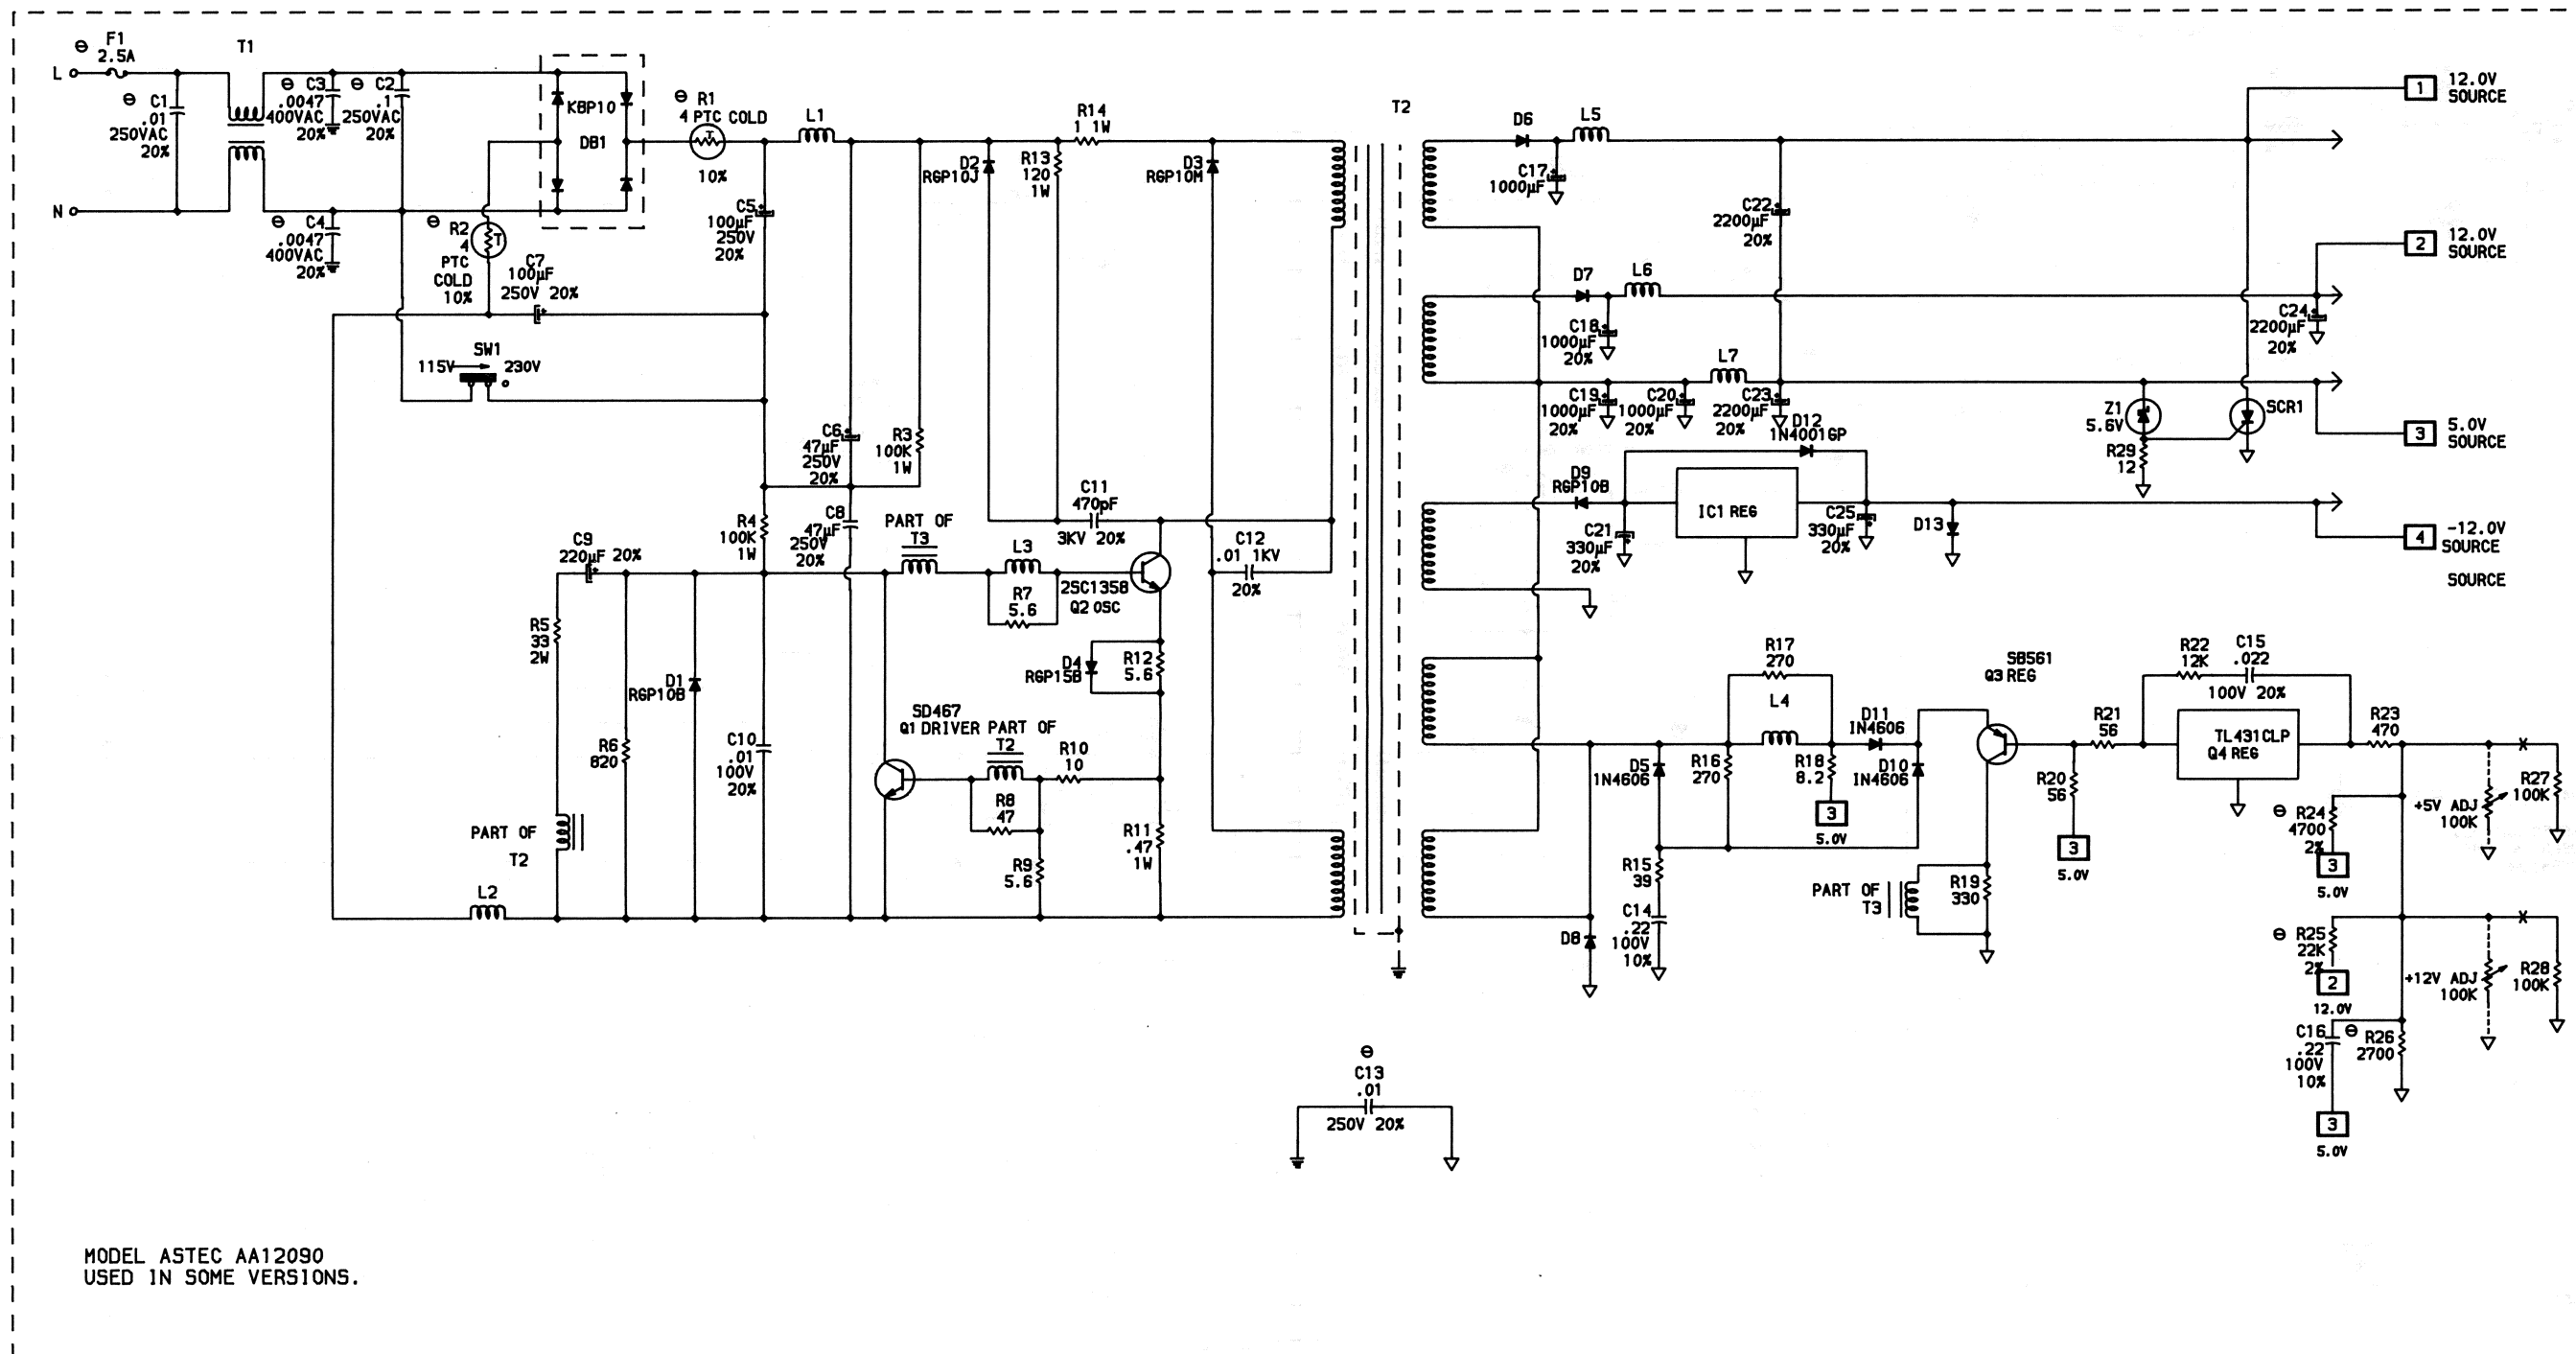 F1
2.5A
T1
L
N
C1
.01
250VAC
20%
C3
.0047
400VAC
20%
C2
.1
250VAC
20%
C4
.0047
400VAC
20%
KBP10
DB1
R1
4 PTC COLD
10%
R2
4
PTC
COLD
10%
C7
100µF
250V 20%
SW1
115V
230V
L1
C5
100µF
250V
20%
C6
47µF
250V
20%
R3
100K
1W
D2
RGP10J
R13
120
1W
R14
1 1W
D3
RGP10M
C11
470pF
3KV 20%
C12
.01 1KV
20%
R4
100K
1W
C8
47µF
250V
20%
PART OF
T3
L3
R7
5.6
2SC1358
Q2 OSC
C9
220µF 20%
R5
33
2W
D1
RGP10B
R6
820
C10
.01
100V
20%
D4
RGP15B
R12
5.6
SD467
Q1 DRIVER
PART OF
T2
R10
10
R8
47
R9
5.6
R11
.47
1W
PART OF
T2
L2
T2
D6
L5
C17
1000µF
C22
2200µF
20%
D7
L6
C18
1000µF
20%
L7
C19
1000µF
20%
C20
1000µF
20%
C23
2200µF
20%
C24
2200µF
20%
Z1
5.6V
R29
12
SCR1
D12
1N4001GP
D9
RGP10B
IC1 REG
C21
330µF
20%
C25
330µF
20%
D13
1
12.0V
SOURCE
2
12.0V
SOURCE
3
5.0V
SOURCE
4
-12.0V
SOURCE
SOURCE
R17
270
L4
D5
1N4606
R16
270
R18
8.2
3
5.0V
D11
IN4606
D10
IN4606
SB561
Q3 REG
R20
56
3
5.0V
R21
56
R22
12K
C15
.022
100V 20%
TL431CLP
Q4 REG
R23
470
R15
39
C14
.22
100V
10%
D8
PART OF
T3
R19
330
R24
4700
2%
3
5.0V
+5V ADJ
100K
R27
100K
R25
22K
2%
2
12.0V
+12V ADJ
100K
R28
100K
C16
.22
100V
10%
3
5.0V
R26
2700
C13
.01
250V 20%
MODEL ASTEC AA12090
USED IN SOME VERSIONS.